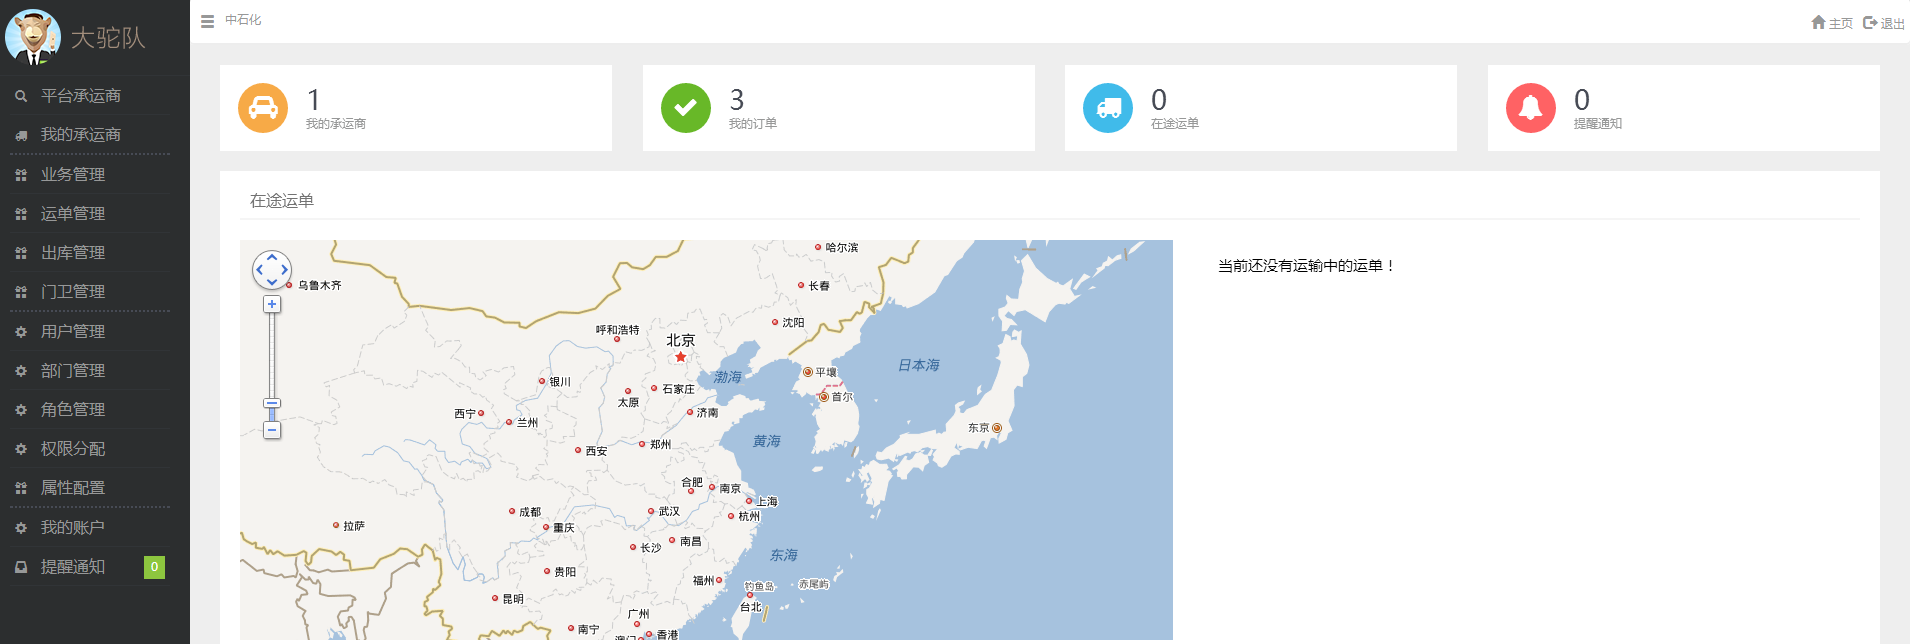 大驼队
中石化
主页 退出
平台承运商
我的承运商
业务管理
运单管理
出库管理
门卫管理
用户管理
部门管理
角色管理
权限分配
属性配置
我的账户
提醒通知 0
1
我的承运商
3
我的订单
0
在途运单
0
提醒通知
在途运单
当前还没有运输中的运单！
哈尔滨
乌鲁木齐
长春
沈阳
呼和浩特
北京
日本海
平壤
渤海
银川
石家庄
首尔
太原
西宁
济南
兰州
东京
黄海
郑州
西安
合肥
南京
上海
成都
武汉
杭州
拉萨
重庆
南昌
长沙
东海
贵阳
福州
钓鱼岛
赤尾屿
昆明
台北
广州
南宁
香港
澳门